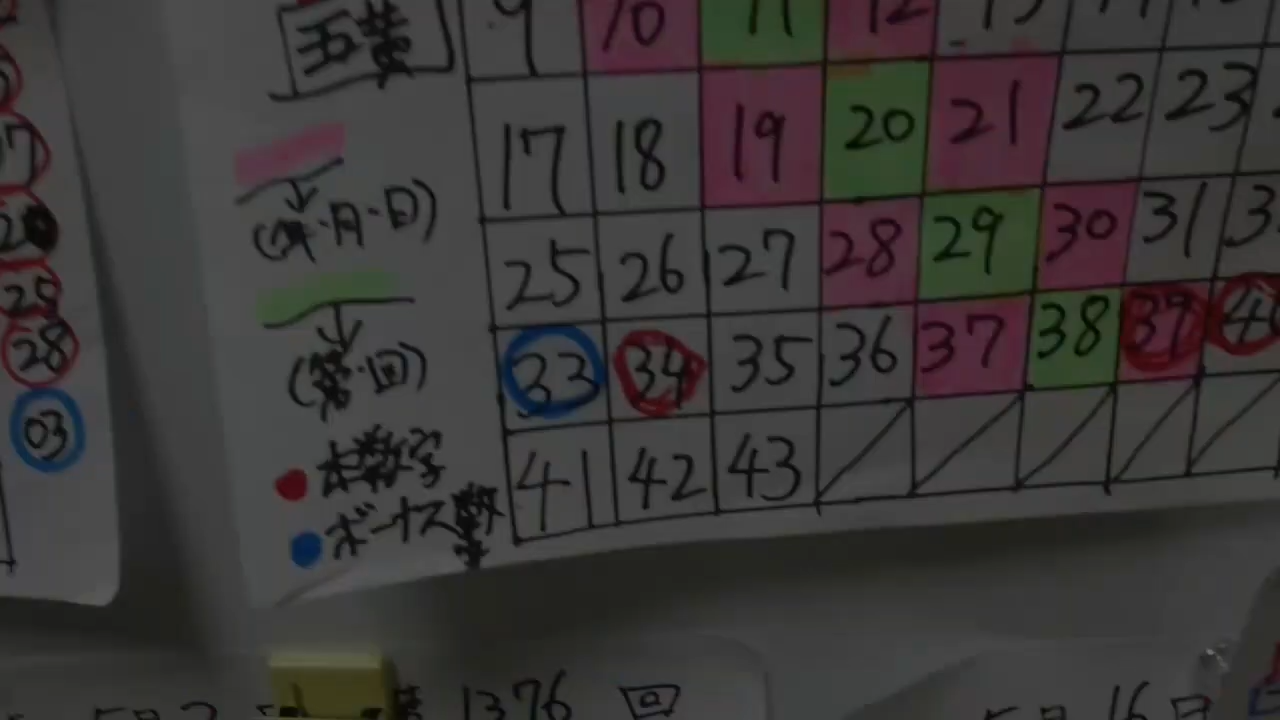 五黄 9 10 11 12
17 18 19 20 21 22 23
25 26 27 28 29 30 31
33 34 35 36 37 38 39 40
41 42 43
(年・月・日)
(第・回)
本数字
ボーナス数字
28
03
1376 回
5月16日